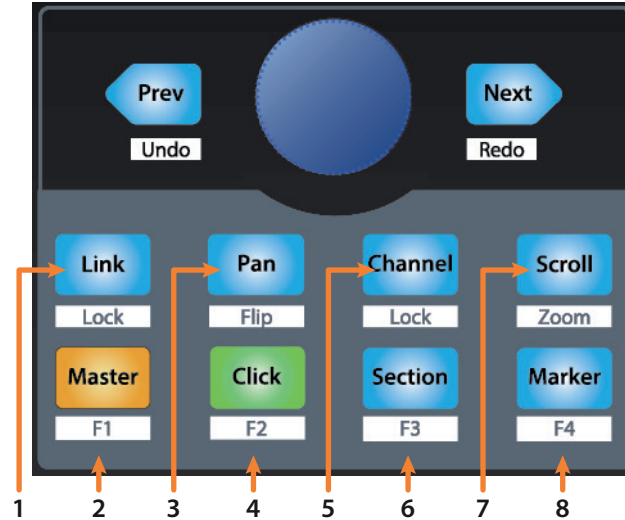 Prev Next
Undo Redo
Link Pan Channel Scroll
Lock Flip Lock Zoom
Master Click Section Marker
F1 F2 F3 F4
1 2 3 4 5 6 7 8